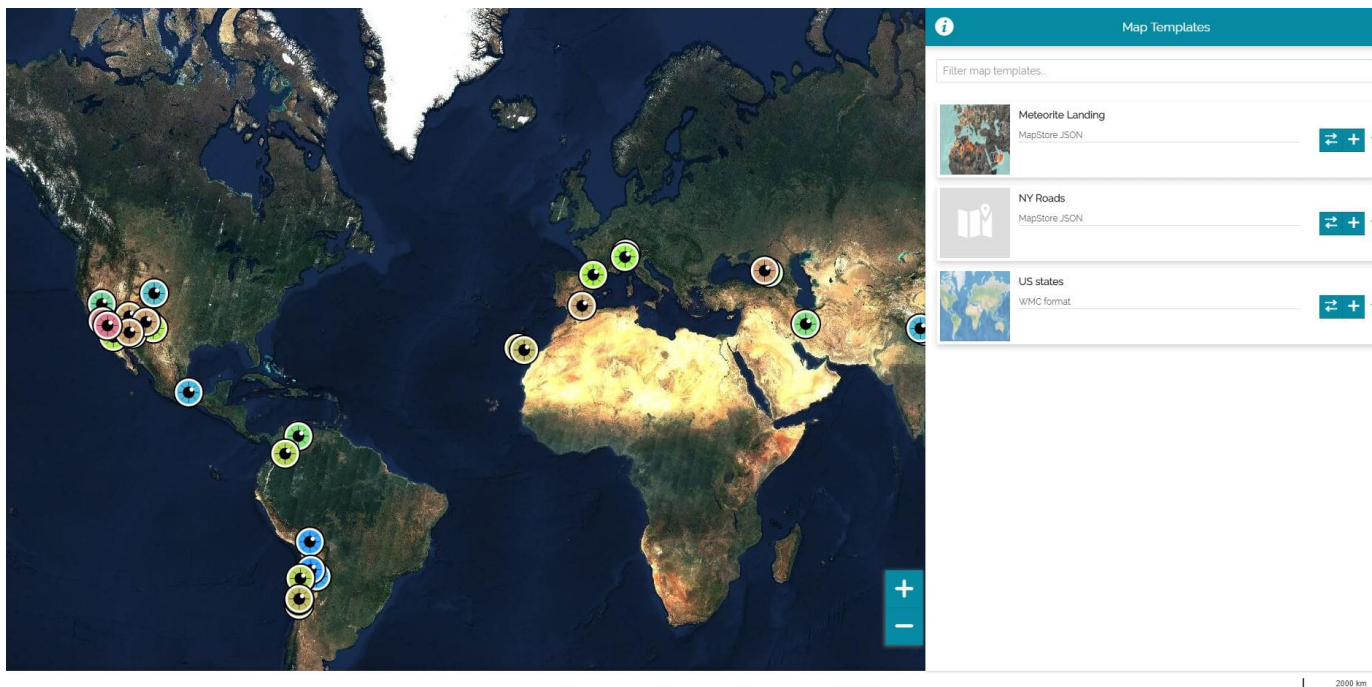 Map Templates
Filter map templates...
Meteorite Landing
MapStore JSON
NY Roads
MapStore JSON
US states
WMC format
2000 km